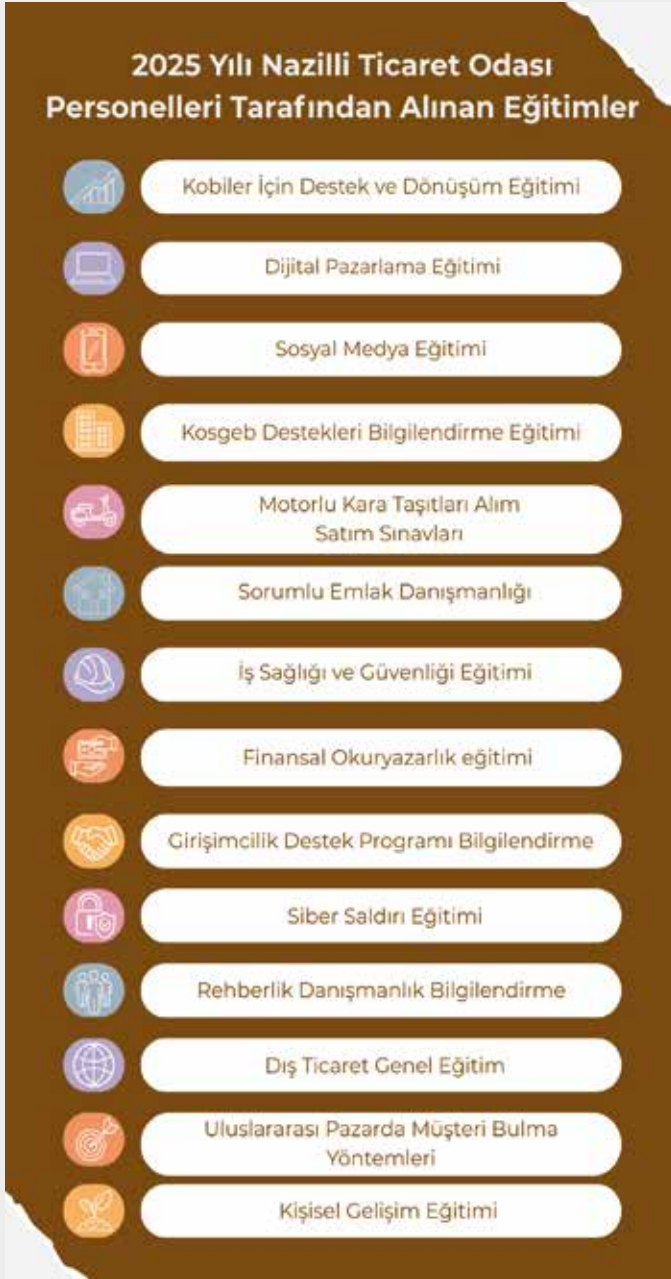 2025 Yılı Nazilli Ticaret Odası
Personelleri Tarafından Alınan Eğitimler
Kobiler İçin Destek ve Dönüşüm Eğitimi
Dijital Pazarlama Eğitimi
Sosyal Medya Eğitimi
Kosgeb Destekleri Bilgilendirme Eğitimi
Motorlu Kara Taşıtları Alım
Satım Sınavları
Sorumlu Emlak Danışmanlığı
İş Sağlığı ve Güvenliği Eğitimi
Finansal Okuryazarlık eğitimi
Girişimcilik Destek Programı Bilgilendirme
Siber Saldırı Eğitimi
Rehberlik Danışmanlık Bilgilendirme
Dış Ticaret Genel Eğitim
Uluslararası Pazarda Müşteri Bulma
Yöntemleri
Kişisel Gelişim Eğitimi